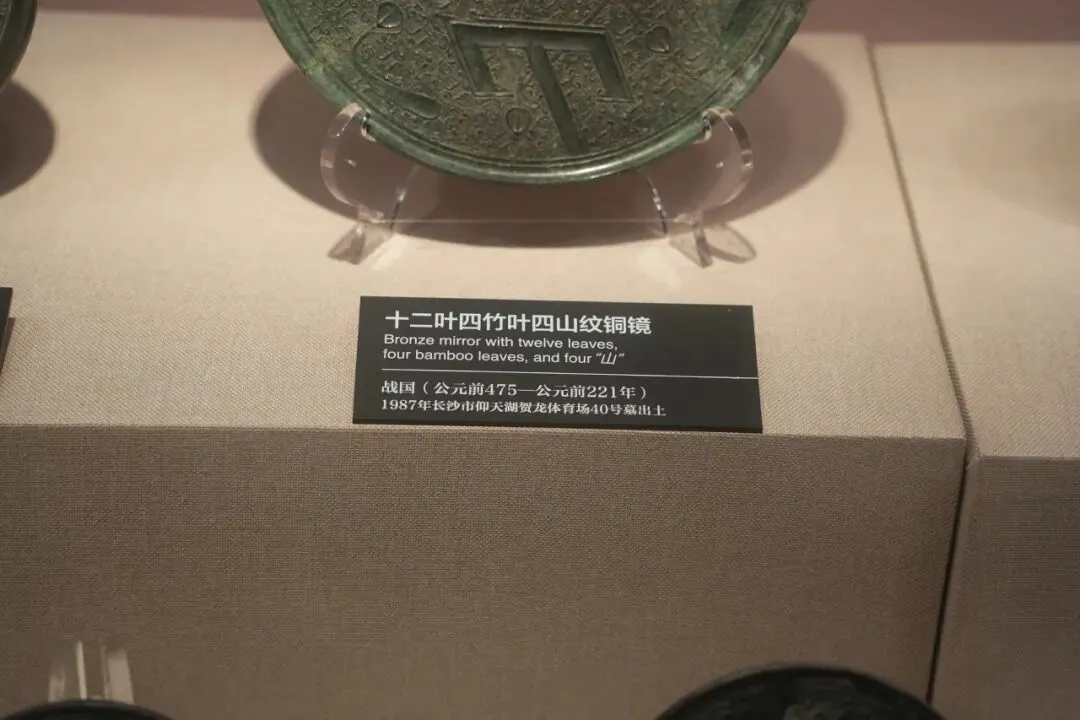 十二叶四竹叶四山纹铜镜
Bronze mirror with twelve leaves,
four bamboo leaves, and four “山”
战国（公元前475—公元前221年）
1987年长沙市仰天湖贺龙体育场40号墓出土